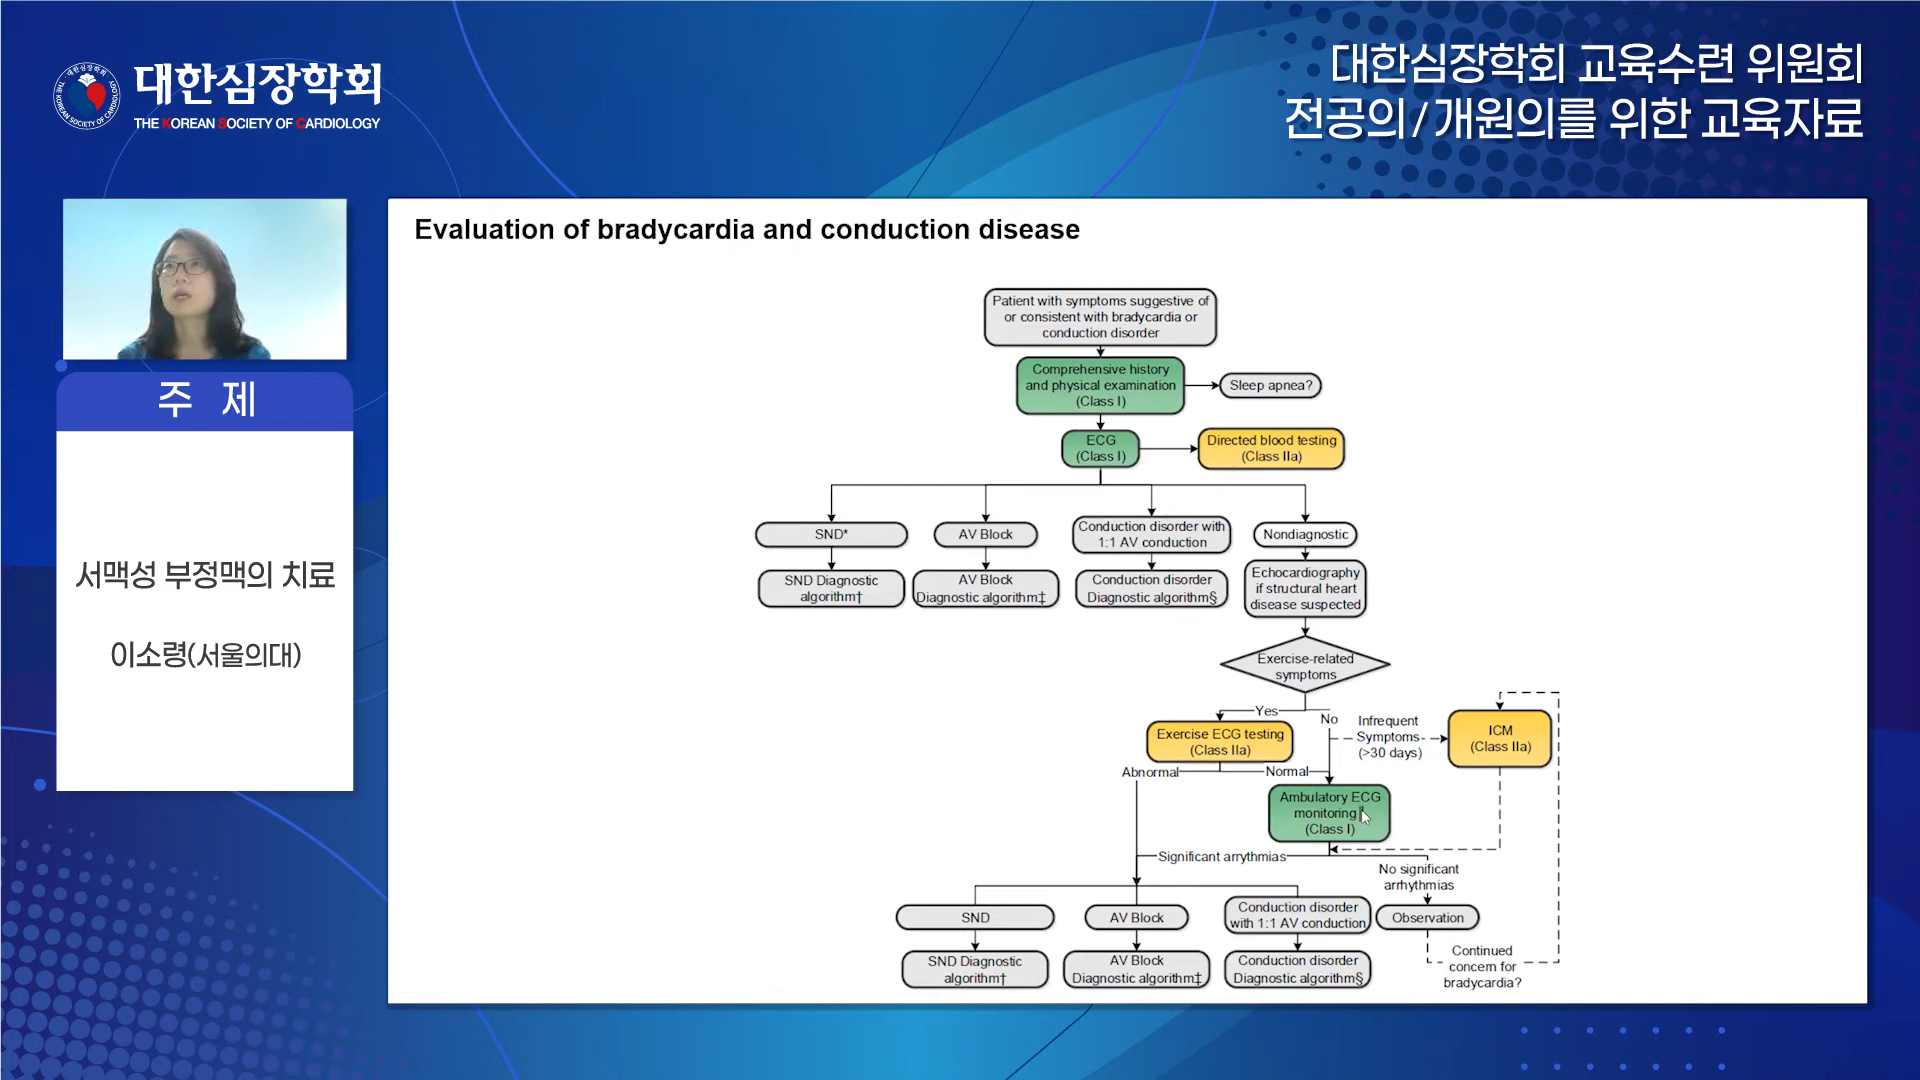 대한심장학회
THE KOREAN SOCIETY OF CARDIOLOGY
대한심장학회 교육수련 위원회
전공의/개원의를 위한 교육자료
주 제
서맥성 부정맥의 치료
이소령(서울의대)
Evaluation of bradycardia and conduction disease
Patient with symptoms suggestive of
or consistent with bradycardia or
conduction disorder
Comprehensive history
and physical examination
(Class I)
Sleep apnea?
ECG
(Class I)
Directed blood testing
(Class IIa)
SND*
AV Block
Conduction disorder with
1:1 AV conduction
Nondiagnostic
SND Diagnostic
algorithm†
AV Block
Diagnostic algorithm‡
Conduction disorder
Diagnostic algorithm§
Echocardiography
if structural heart
disease suspected
Exercise-related
symptoms
Yes
No
Infrequent
Symptoms
(>30 days)
ICM
(Class IIa)
Exercise ECG testing
(Class IIa)
Abnormal
Normal
Ambulatory ECG
monitoring
(Class I)
Significant arrythmias
No significant
arrhythmias
SND
AV Block
Conduction disorder
with 1:1 AV conduction
Observation
SND Diagnostic
algorithm†
AV Block
Diagnostic algorithm‡
Conduction disorder
Diagnostic algorithm§
Continued
concern for
bradycardia?